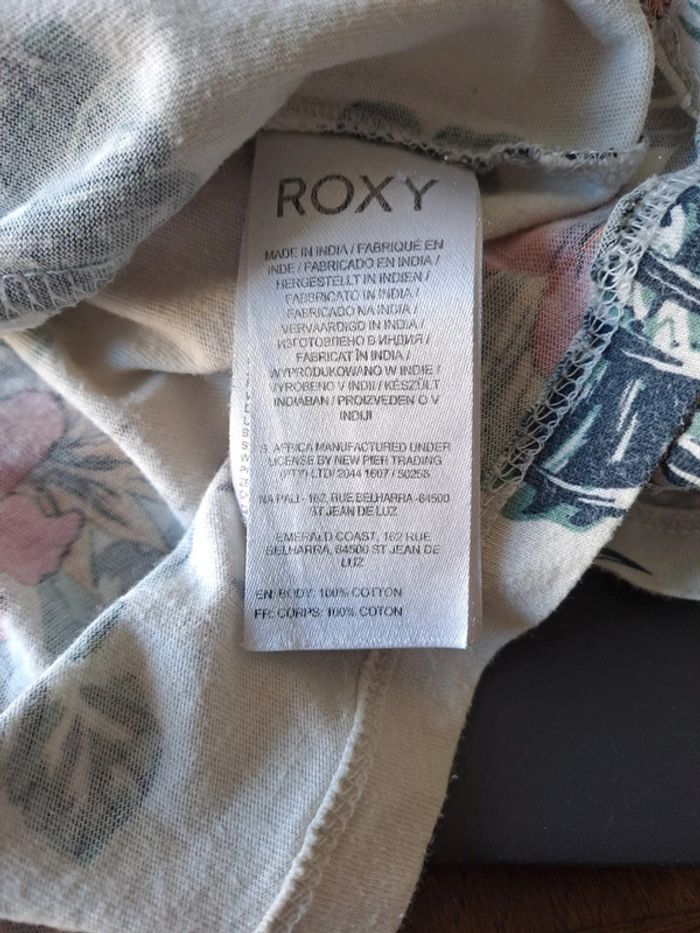 ROXY
MADE IN INDIA / FABRIQUÉ EN
INDE / FABRICADO EN INDIA /
HERGESTELLT IN INDIEN /
FABBRICATO IN INDIA /
FABRICADO NA INDIA /
VERVAARDIGD IN INDIA /
ИЗГОТОВЛЕНО В ИНДИЯ /
FABRICAT ÎN INDIA /
WYPRODUKOWANO W INDIE /
VYROBENO V INDII / KÉSZÜLT
INDIABAN / PROIZVEDEN O V
INDIJI
S. AFRICA MANUFACTURED UNDER
LICENSE BY NEW PIER TRADING
(PTY) LTD/ 2044 1607 / 50258
NA PALI - 162, RUE BELHARRA -64500
ST JEAN DE LUZ
EMERALD COAST, 162 RUE
BELHARRA, 64500 ST JEAN DE
LUZ
EN: BODY: 100% COTTON
FR: CORPS: 100% COTON